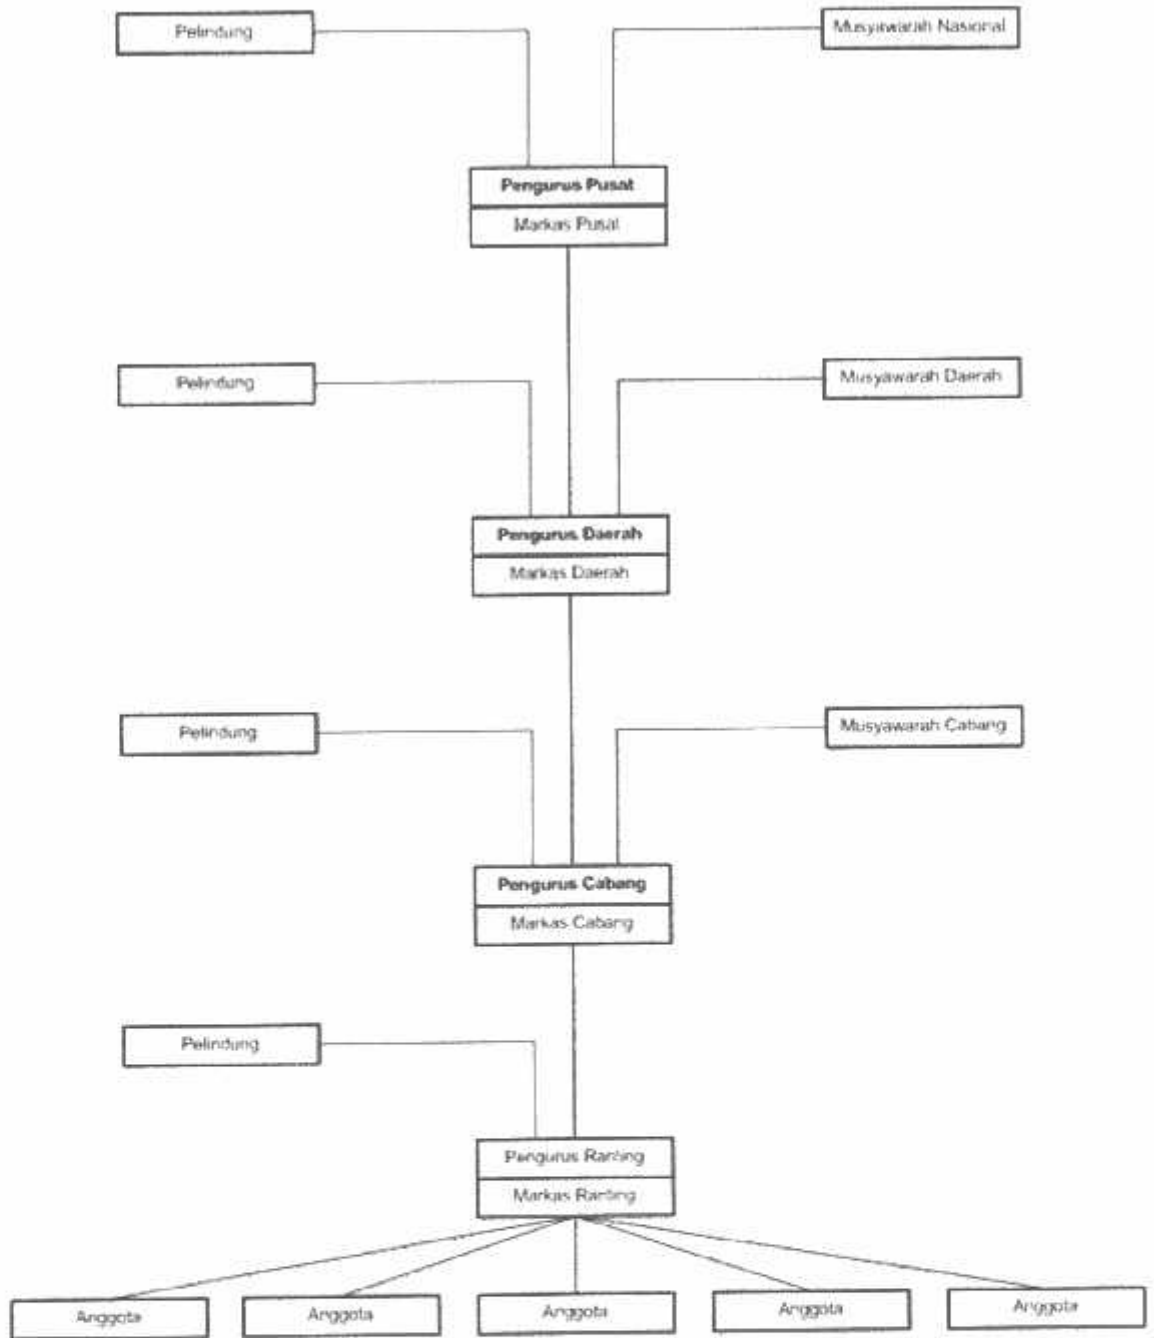 Pelindung
Musyawarah Nasional
Pengurus Pusat
Markas Pusat
Pelindung
Musyawarah Daerah
Pengurus Daerah
Markas Daerah
Pelindung
Musyawarah Cabang
Pengurus Cabang
Markas Cabang
Pelindung
Pengurus Ranting
Markas Ranting
Anggota
Anggota
Anggota
Anggota
Anggota